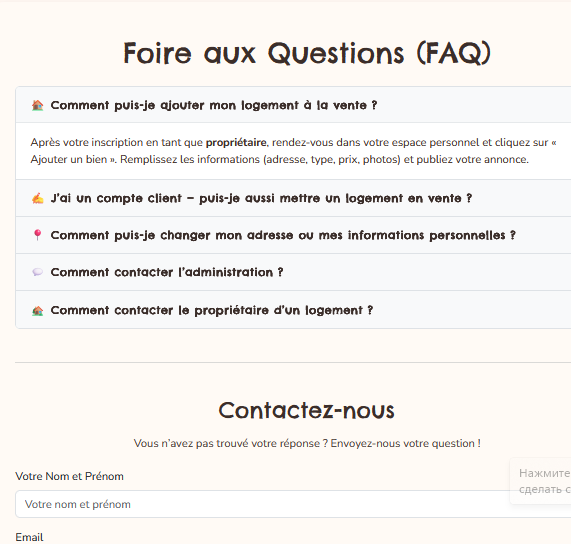 Foire aux Questions (FAQ)
Comment puis-je ajouter mon logement à la vente ?
Après votre inscription en tant que propriétaire, rendez-vous dans votre espace personnel et cliquez sur «
Ajouter un bien ». Remplissez les informations (adresse, type, prix, photos) et publiez votre annonce.
J'ai un compte client – puis-je aussi mettre un logement en vente ?
Comment puis-je changer mon adresse ou mes informations personnelles ?
Comment contacter l'administration ?
Comment contacter le propriétaire d'un logement ?
Contactez-nous
Vous n'avez pas trouvé votre réponse ? Envoyez-nous votre question !
Votre Nom et Prénom
Нажмите
сделать с
Votre nom et prénom
Email